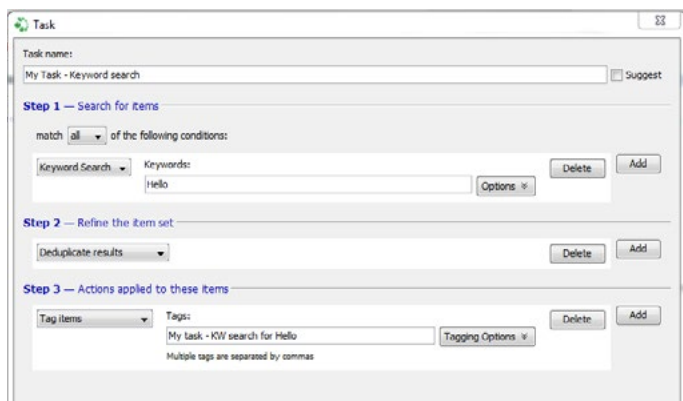 Task
Task name:
My Task - Keyword search
Suggest
Step 1 — Search for items
match all of the following conditions:
Keyword Search
Keywords:
Delete
Add
Hello
Options
Step 2 — Refine the item set
Deduplicate results
Delete
Add
Step 3 — Actions applied to these items
Tag items
Tags:
Delete
Add
My task - KW search for Hello
Tagging Options
Multiple tags are separated by commas